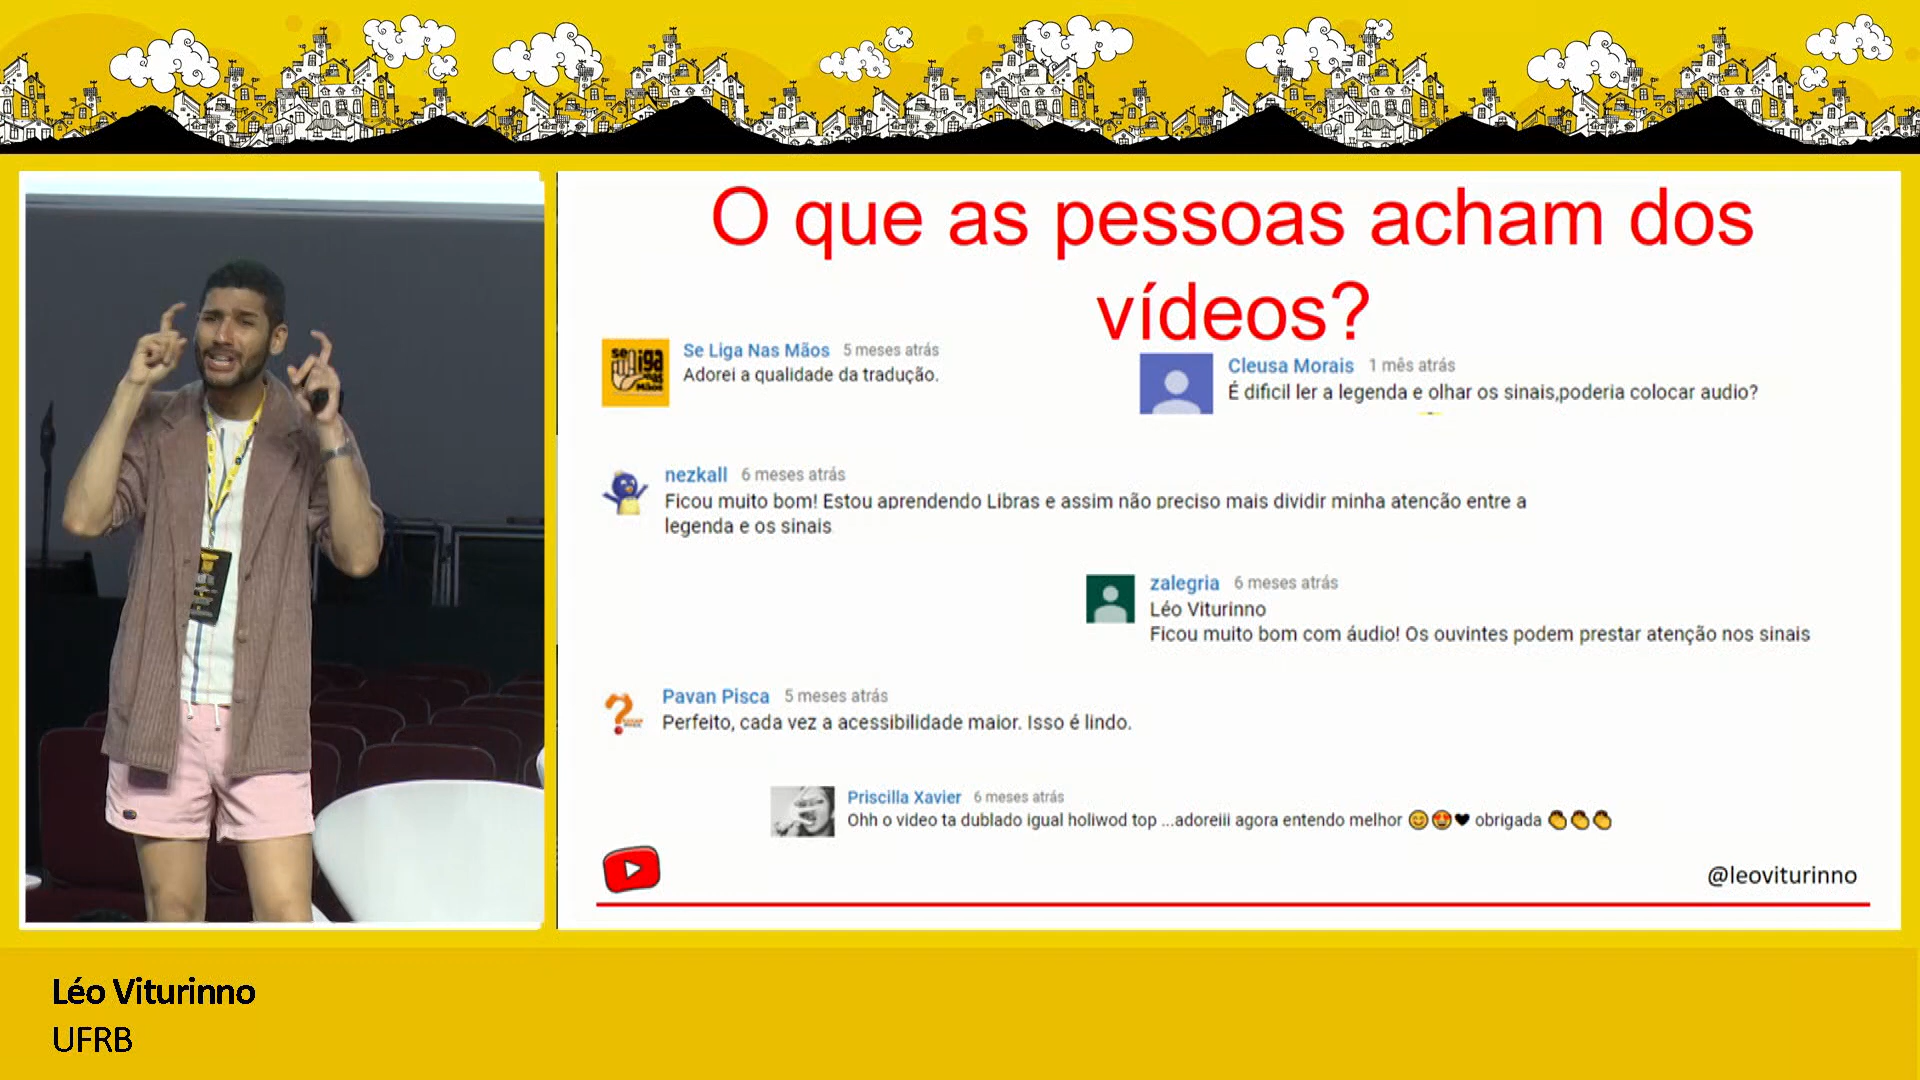 O que as pessoas acham dos
vídeos?
se liga
nas
Mãos
Se Liga Nas Mãos 5 meses atrás
Adorei a qualidade da tradução.
Cleusa Morais 1 mês atrás
É dificil ler a legenda e olhar os sinais,poderia colocar audio?
nezkall 6 meses atrás
Ficou muito bom! Estou aprendendo Libras e assim não preciso mais dividir minha atenção entre a
legenda e os sinais
zalegria 6 meses atrás
Léo Viturinno
Ficou muito bom com áudio! Os ouvintes podem prestar atenção nos sinais
Pavan Pisca 5 meses atrás
Perfeito, cada vez a acessibilidade maior. Isso é lindo.
Priscilla Xavier 6 meses atrás
Ohh o video ta dublado igual holiwod top ...adoreiii agora entendo melhor 😊😍🖤 obrigada 👏👏👏
@leoviturinno
Léo Viturinno
UFRB